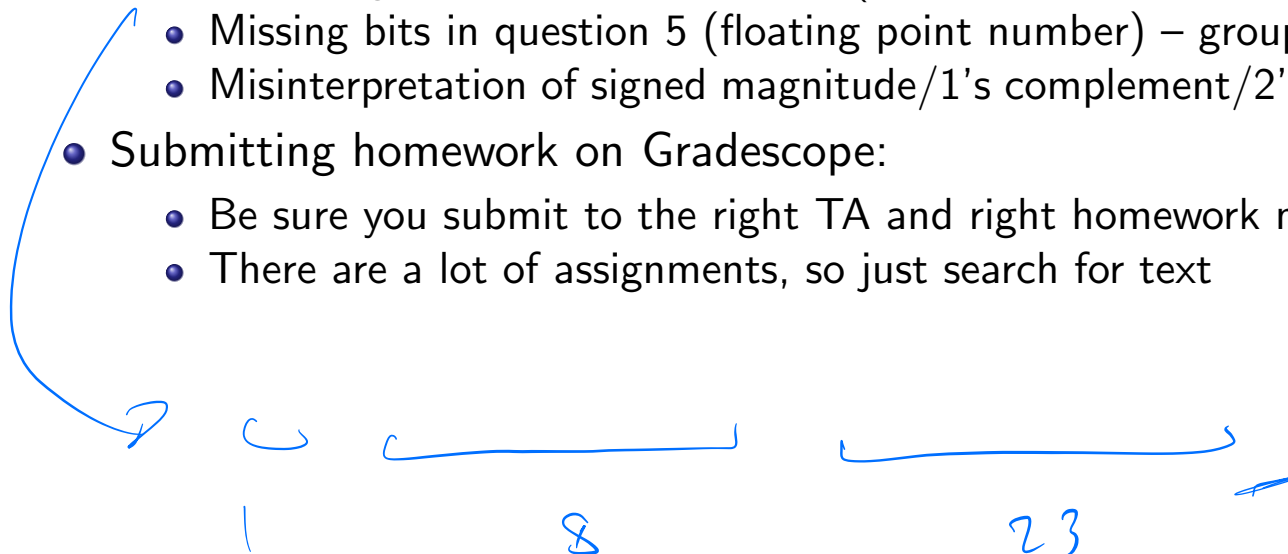 Missing bits in question 5 (floating point number) – grou
Misinterpretation of signed magnitude/1's complement/2'
Submitting homework on Gradescope:
Be sure you submit to the right TA and right homework
There are a lot of assignments, so just search for text
1 8 23